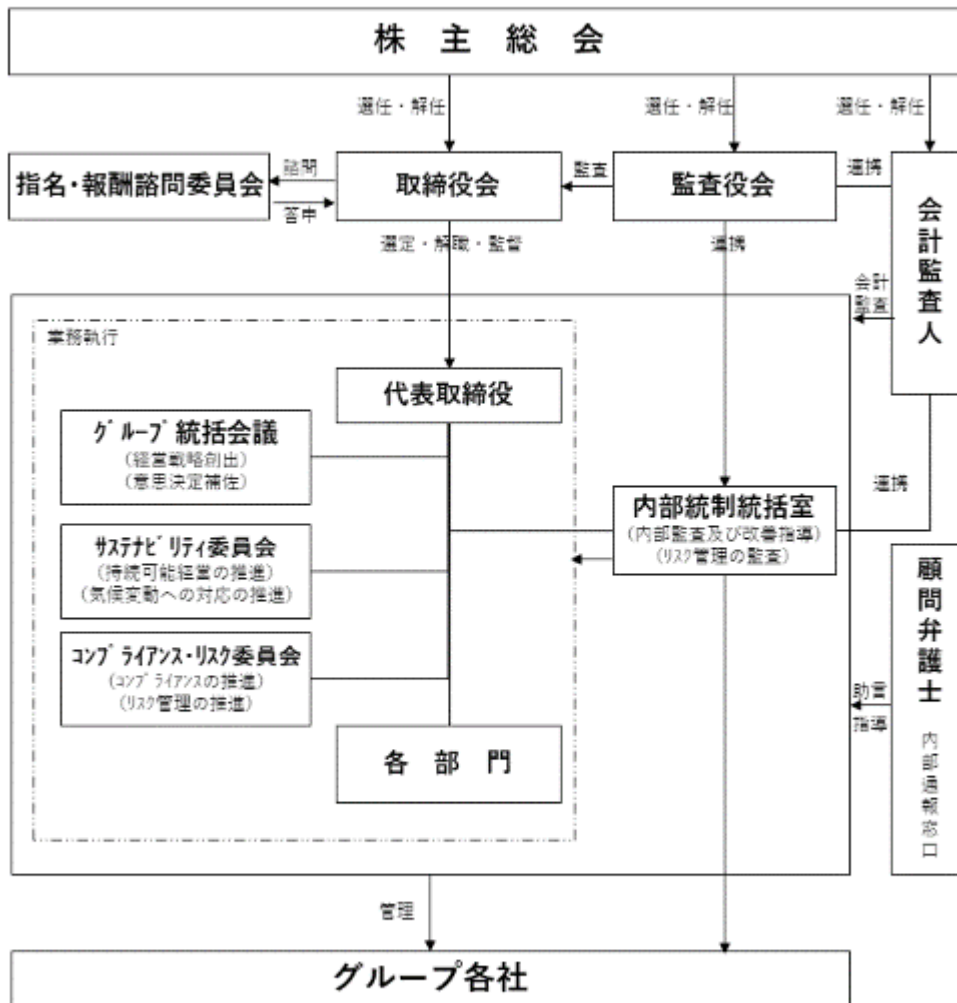 株 主 総 会
選任・解任
選任・解任
選任・解任
指名・報酬諮問委員会
諮問
答申
取締役会
監査
監査役会
連携
会計監査人
選定・解職・監督
連携
会計
監査
業務執行
代表取締役
グループ統括会議
(経営戦略創出)
(意思決定補佐)
内部統制統括室
(内部監査及び改善指導)
(リスク管理の監査)
連携
サステナビリティ委員会
(持続可能経営の推進)
(気候変動への対応の推進)
コンプライアンス・リスク委員会
(コンプライアンスの推進)
(リスク管理の推進)
顧問弁護士
内部通報窓口
助言
指導
各 部 門
管理
グループ各社